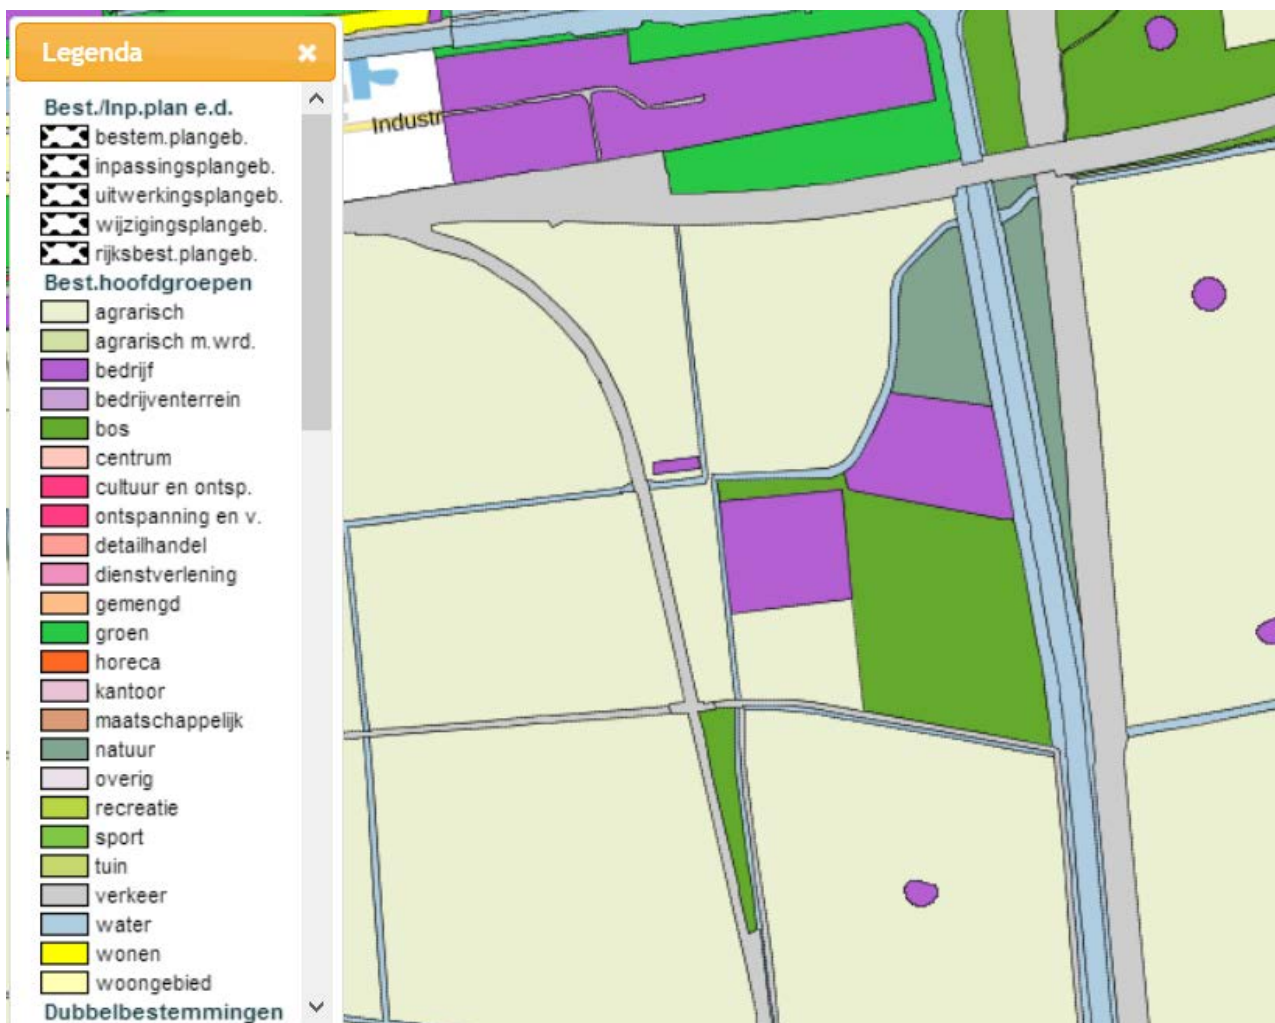 Legenda
Best./Inp.plan e.d.
bestem.plangeb.
inpassingsplangeb.
uitwerkingsplangeb.
wijzigingsplangeb.
rijksbest.plangeb.
Best.hoofdgroepen
agrarisch
agrarisch m.wrd.
bedrijf
bedrijventerrein
bos
centrum
cultuur en ontsp.
ontspanning en v.
detailhandel
dienstverlening
gemengd
groen
horeca
kantoor
maatschappelijk
natuur
overig
recreatie
sport
tuin
verkeer
water
wonen
woongebied
Dubbelbestemmingen
Industr